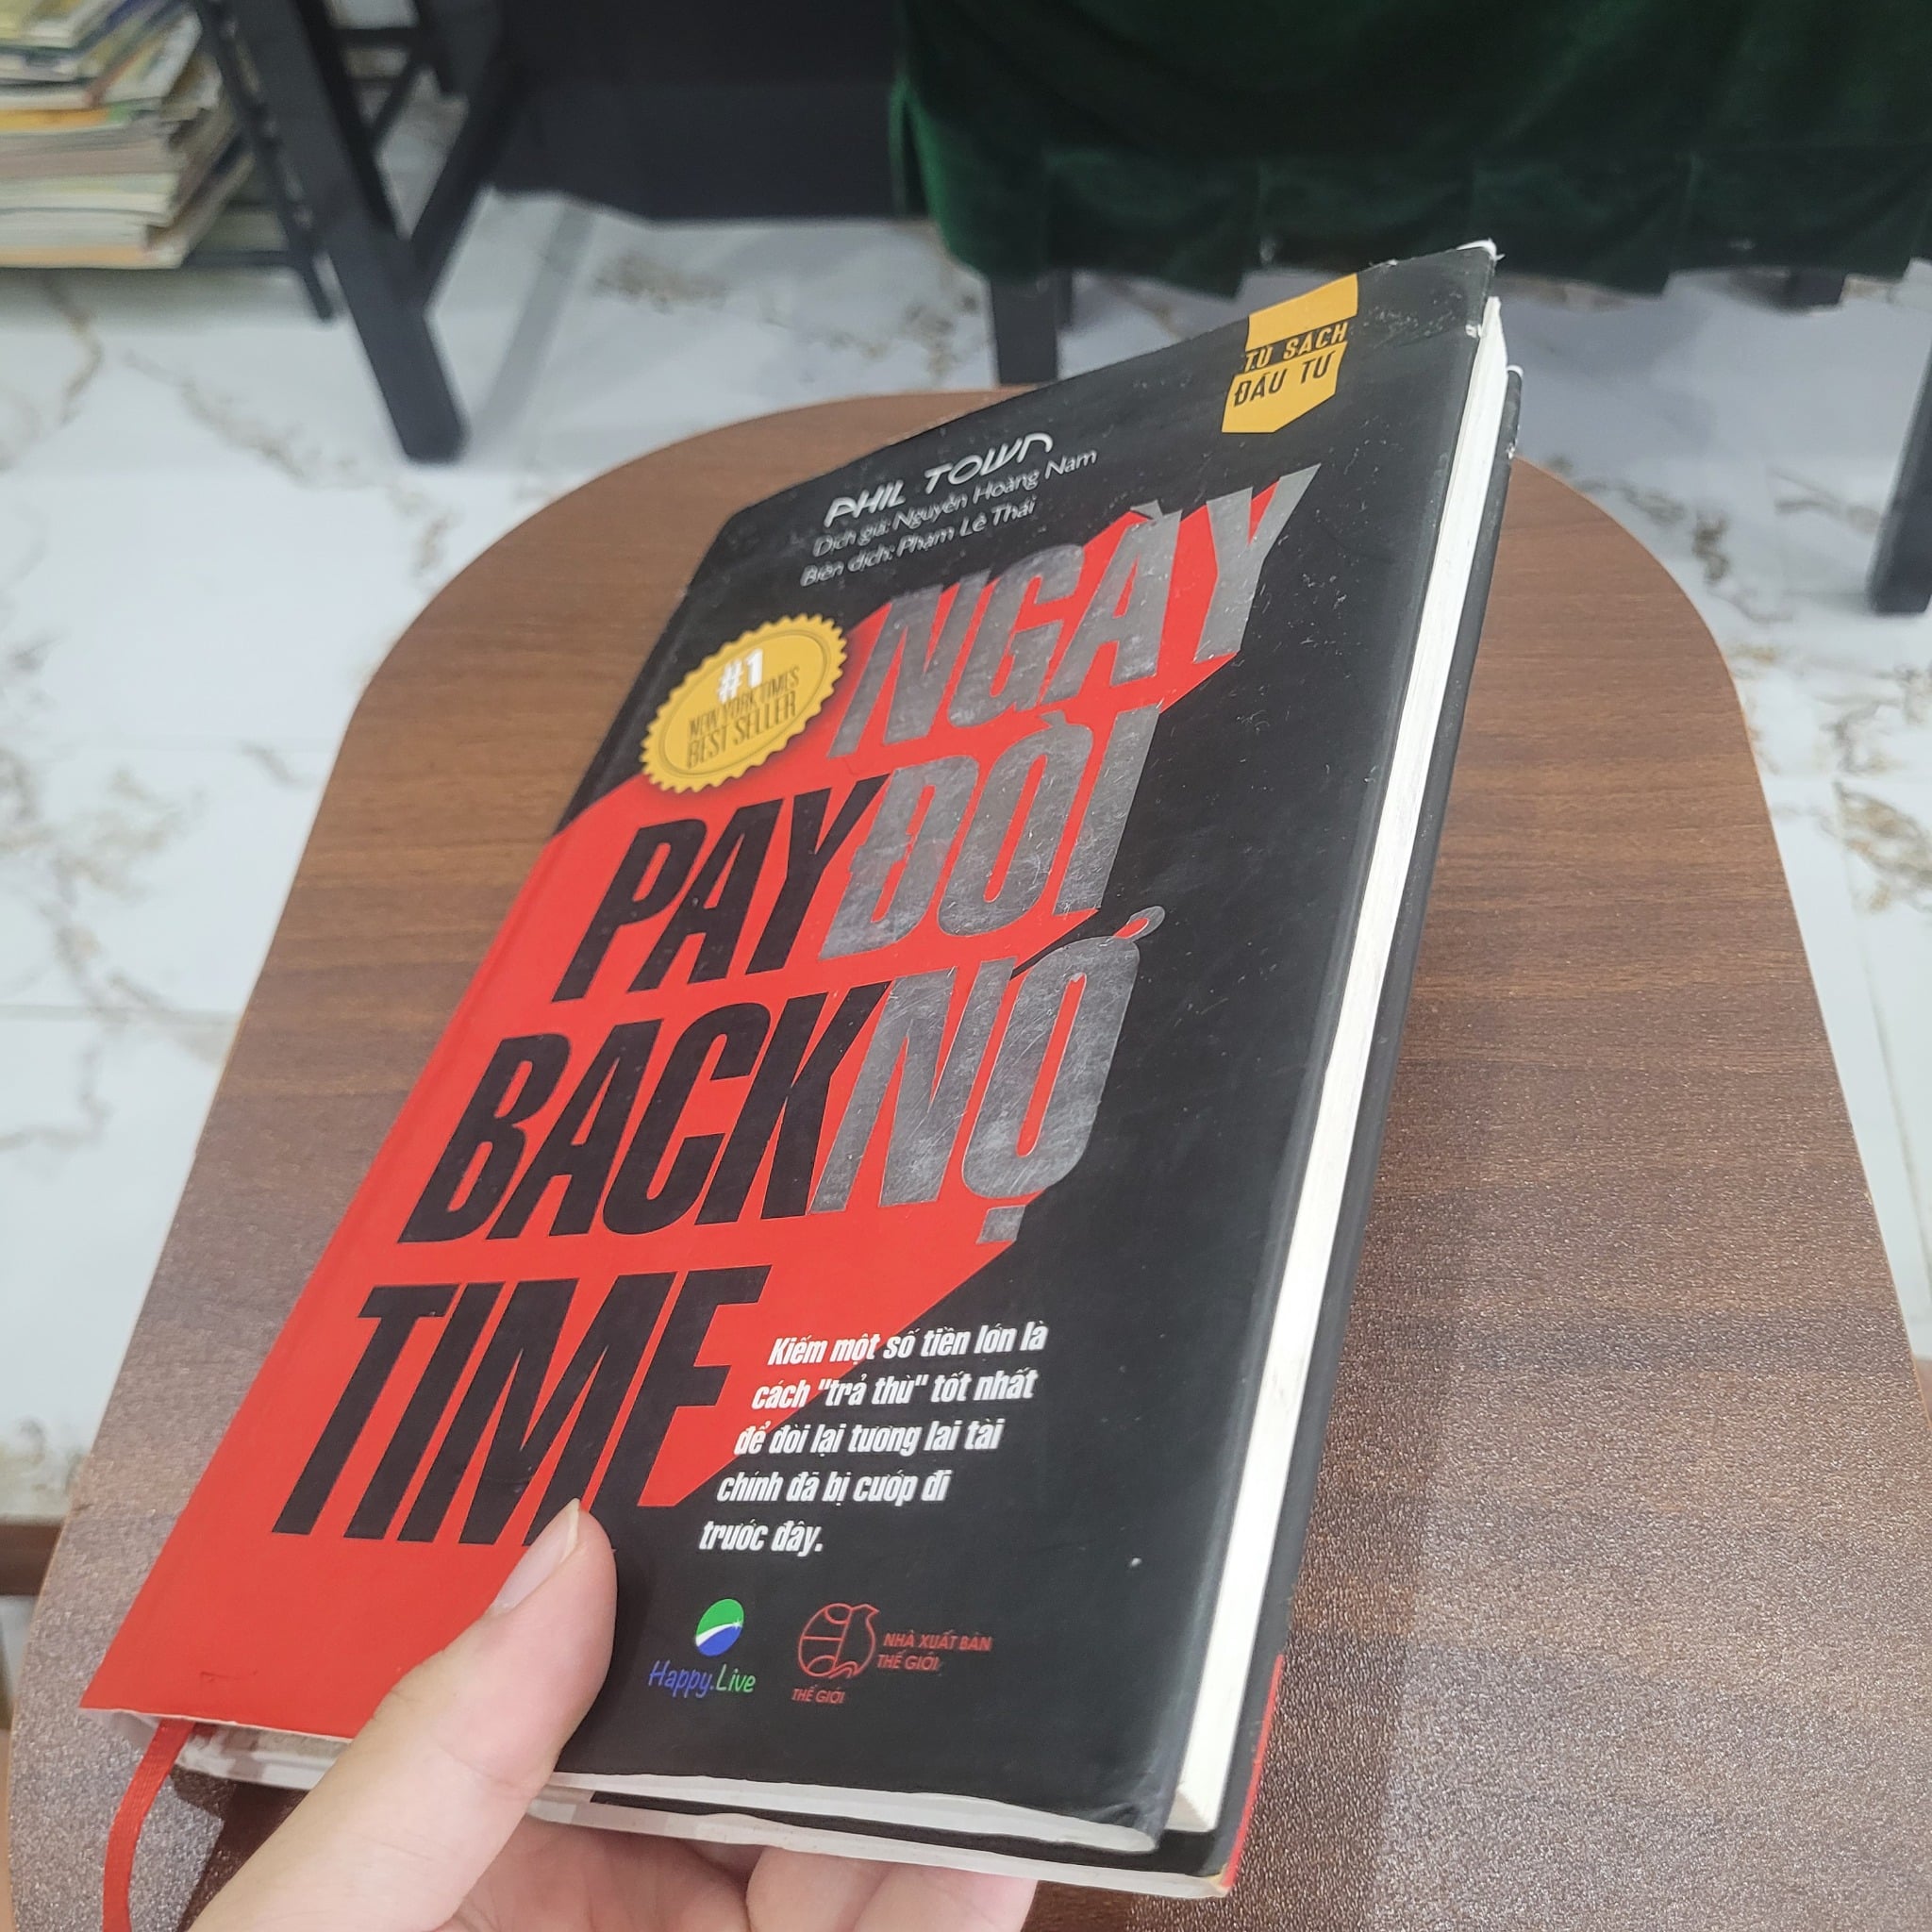 TỦ SÁCH
ĐẦU TƯ
PHIL TOWN
Dịch giả: Nguyễn Hoàng Nam
Biên dịch: Phạm Lê Thái
#1
NEW YORK TIMES
BEST SELLER
NGÀY
ĐÒI
NỢ
PAY
BACK
TIME
Kiếm một số tiền lớn là
cách "trả thù" tốt nhất
để đòi lại tương lai tài
chính đã bị cướp đi
trước đây.
Happy.Live
NHÀ XUẤT BẢN
THẾ GIỚI
THẾ GIỚI